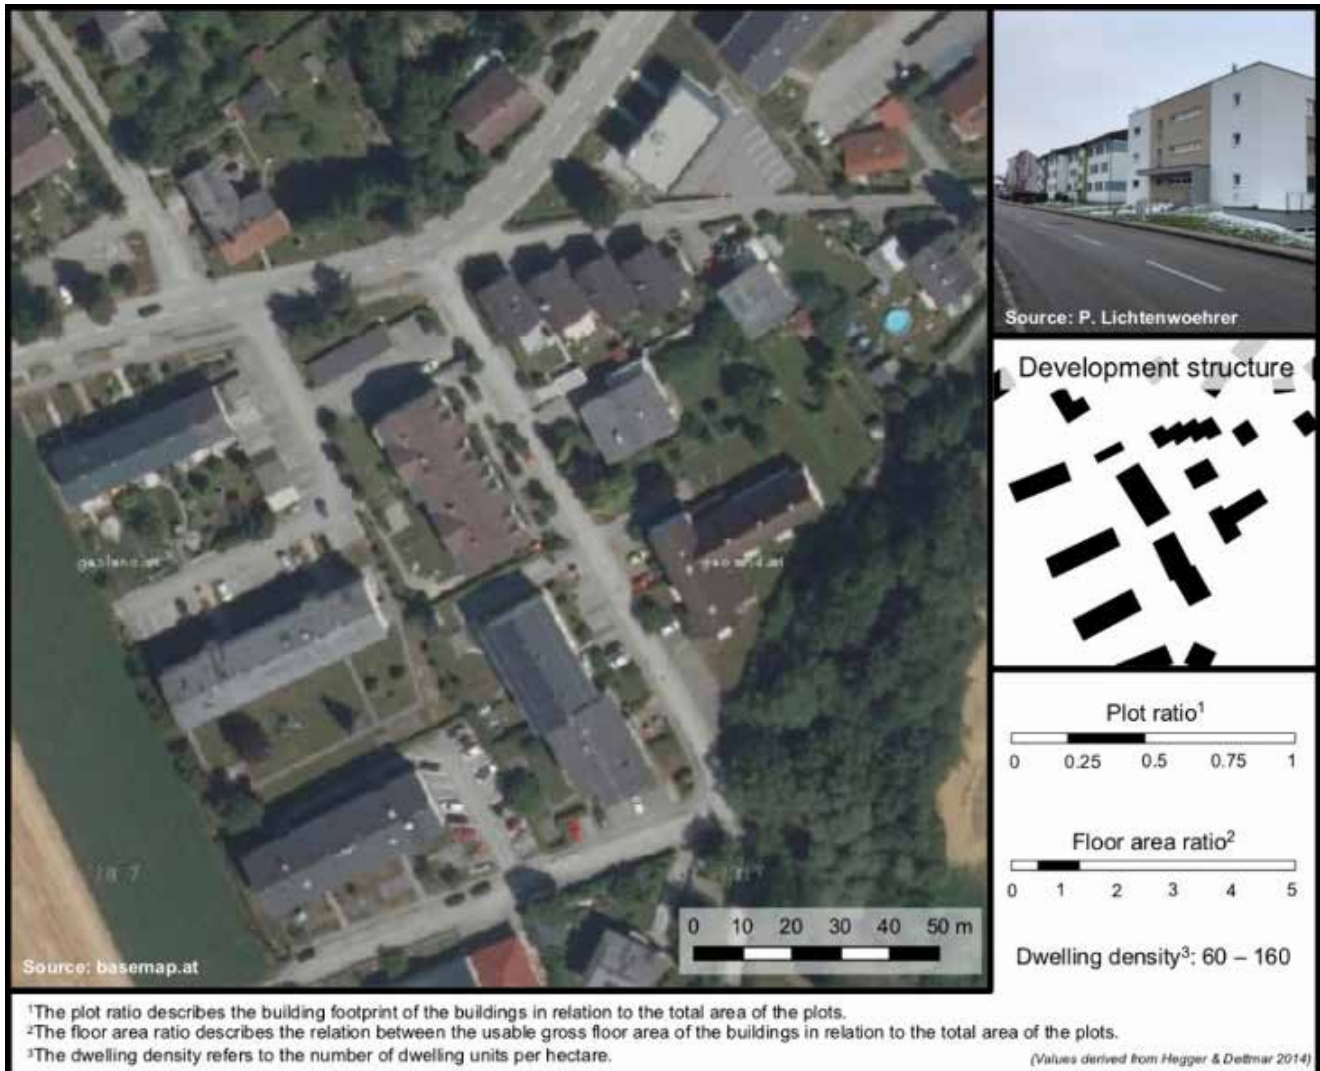 Source: P. Lichtenwoehrer
Development structure
Plot ratio¹
0 0.25 0.5 0.75 1
Floor area ratio²
0 1 2 3 4 5
Dwelling density³: 60 – 160
0 10 20 30 40 50 m
Source: basemap.at
¹The plot ratio describes the building footprint of the buildings in relation to the total area of the plots.
²The floor area ratio describes the relation between the usable gross floor area of the buildings in relation to the total area of the plots.
³The dwelling density refers to the number of dwelling units per hectare.
(Values derived from Hegger & Dettmar 2014)